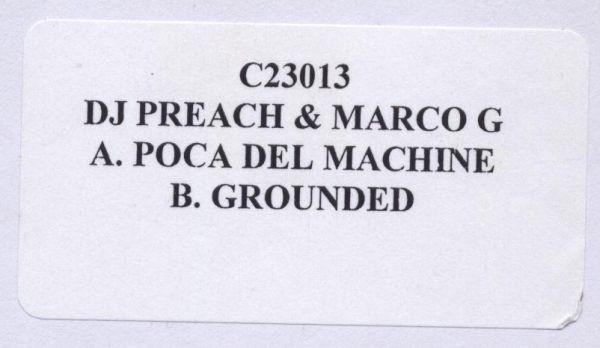 C23013
DJ PREACH & MARCO G
A. POCA DEL MACHINE
B. GROUNDED